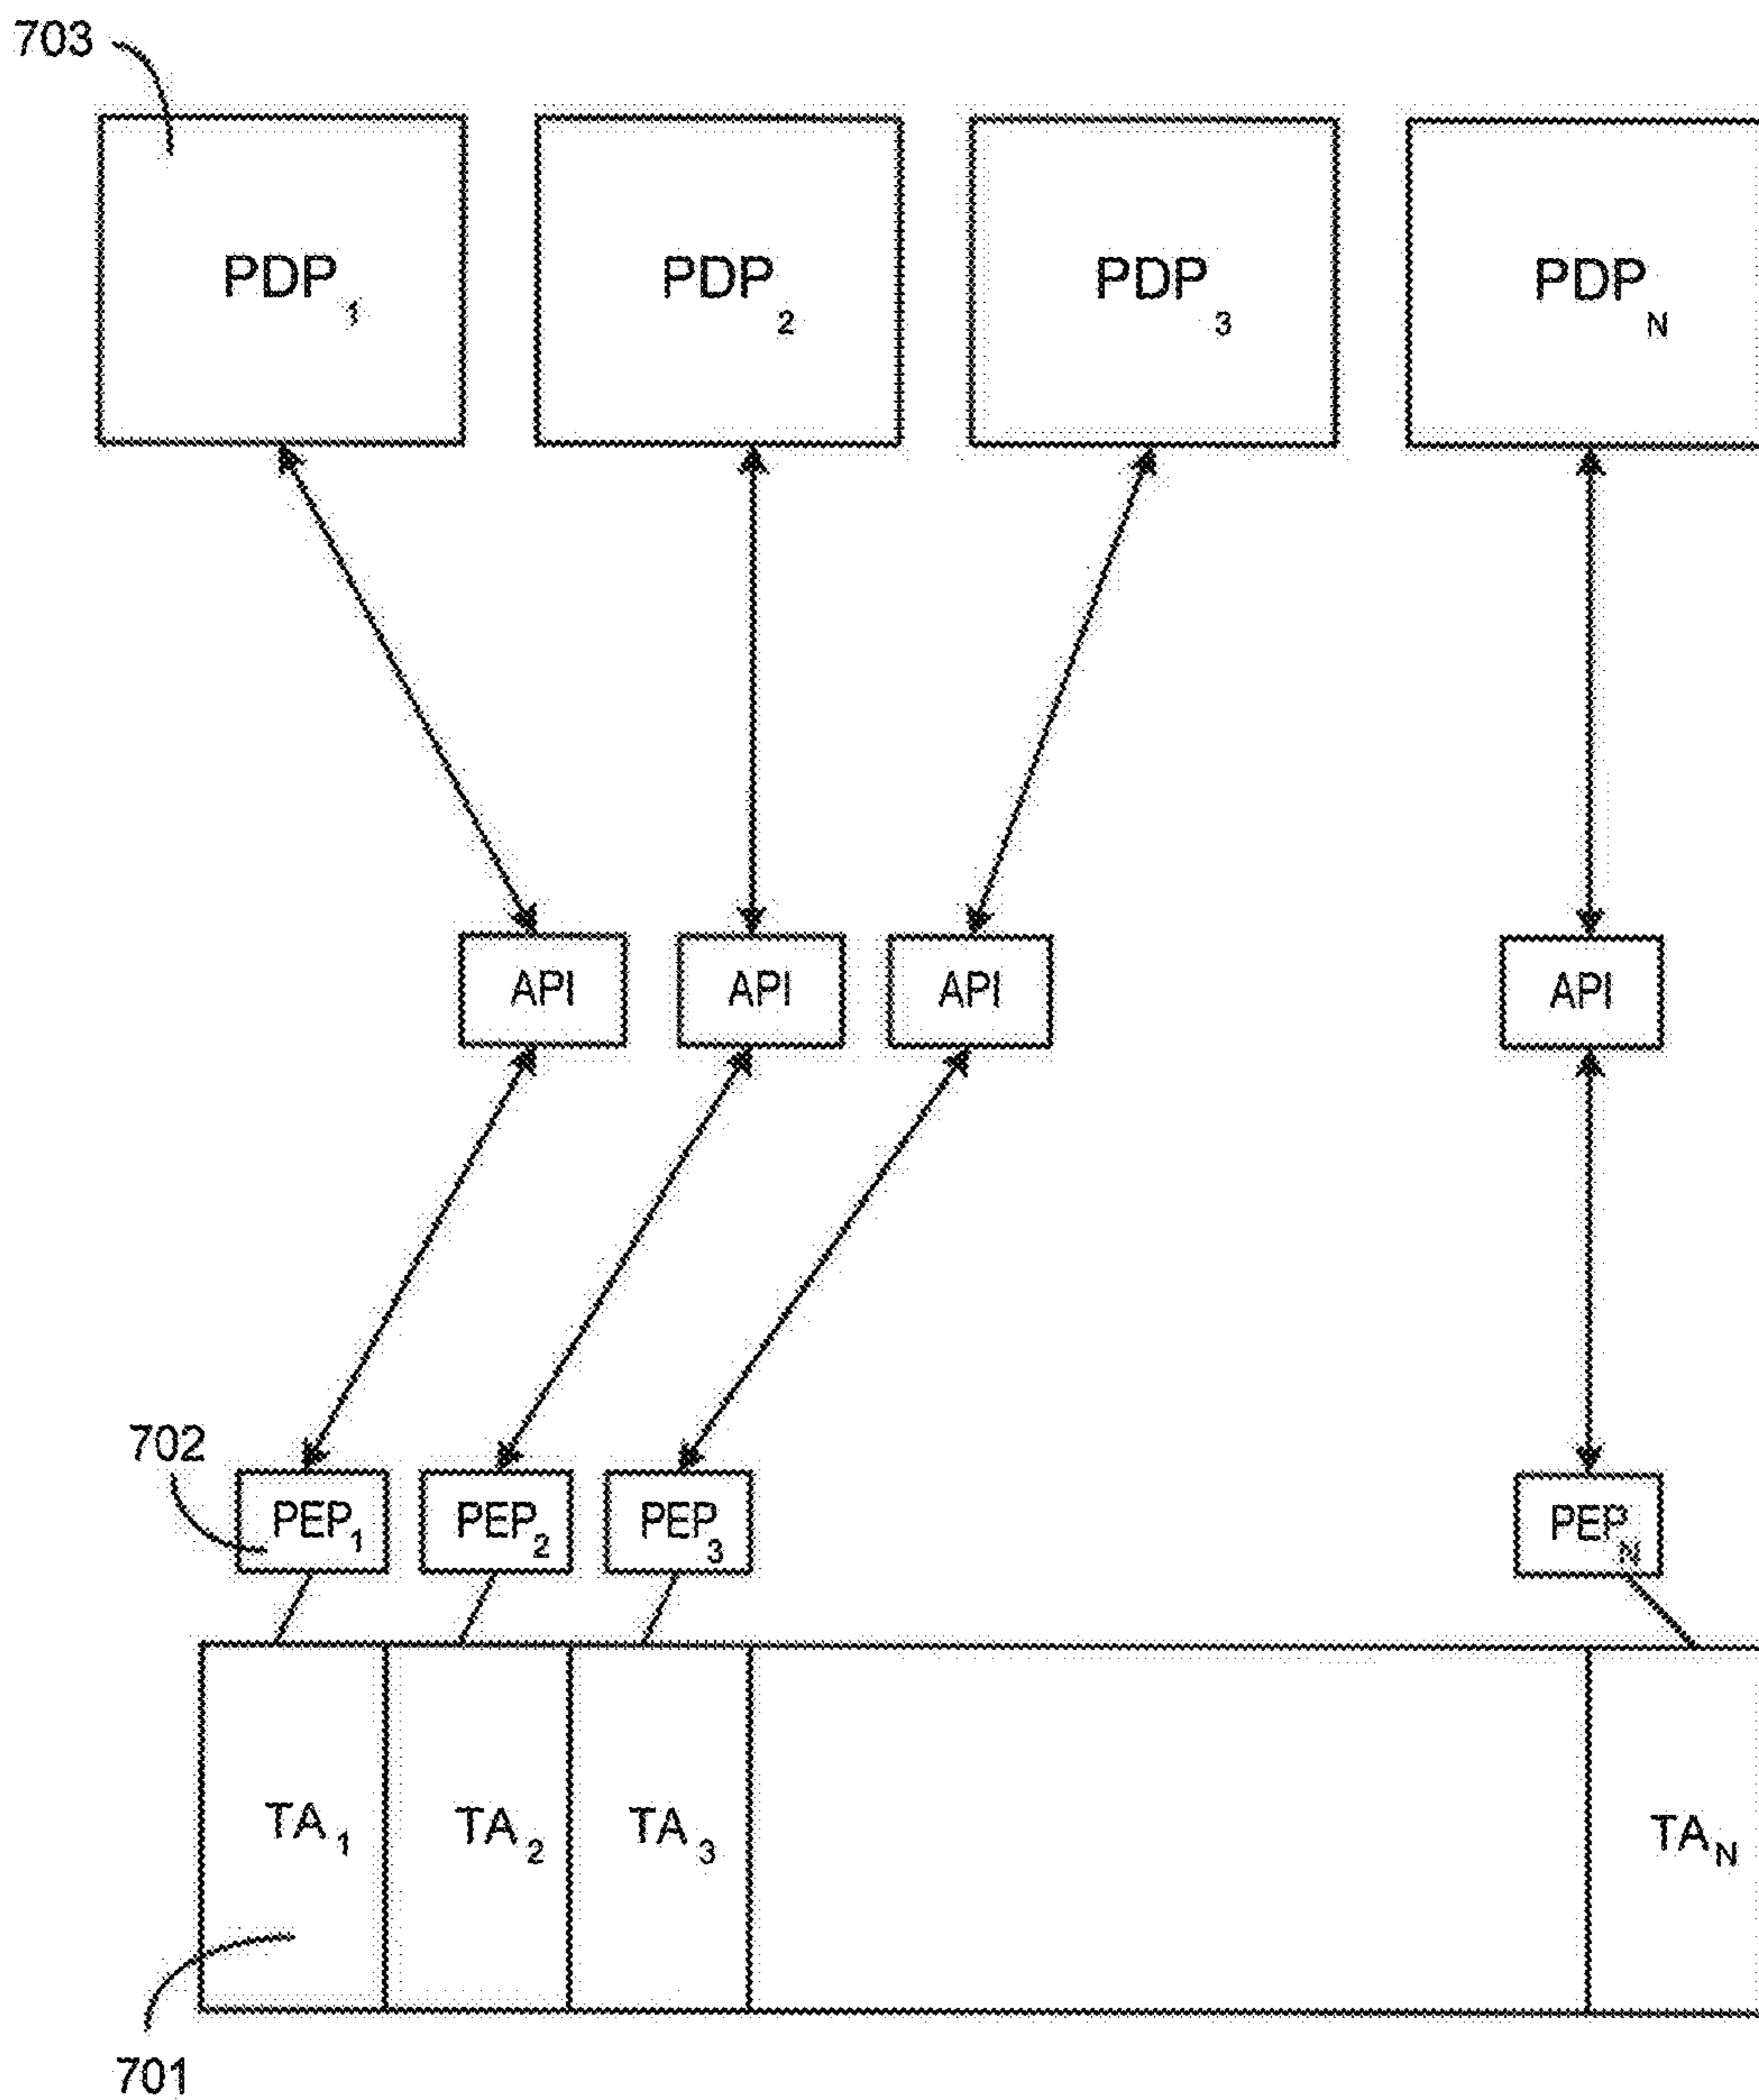 703
PDP1 PDP2 PDP3 PDPN
API API API API
702
PEP1 PEP2 PEP3 PEPN
TA1 TA2 TA3 TAN
701